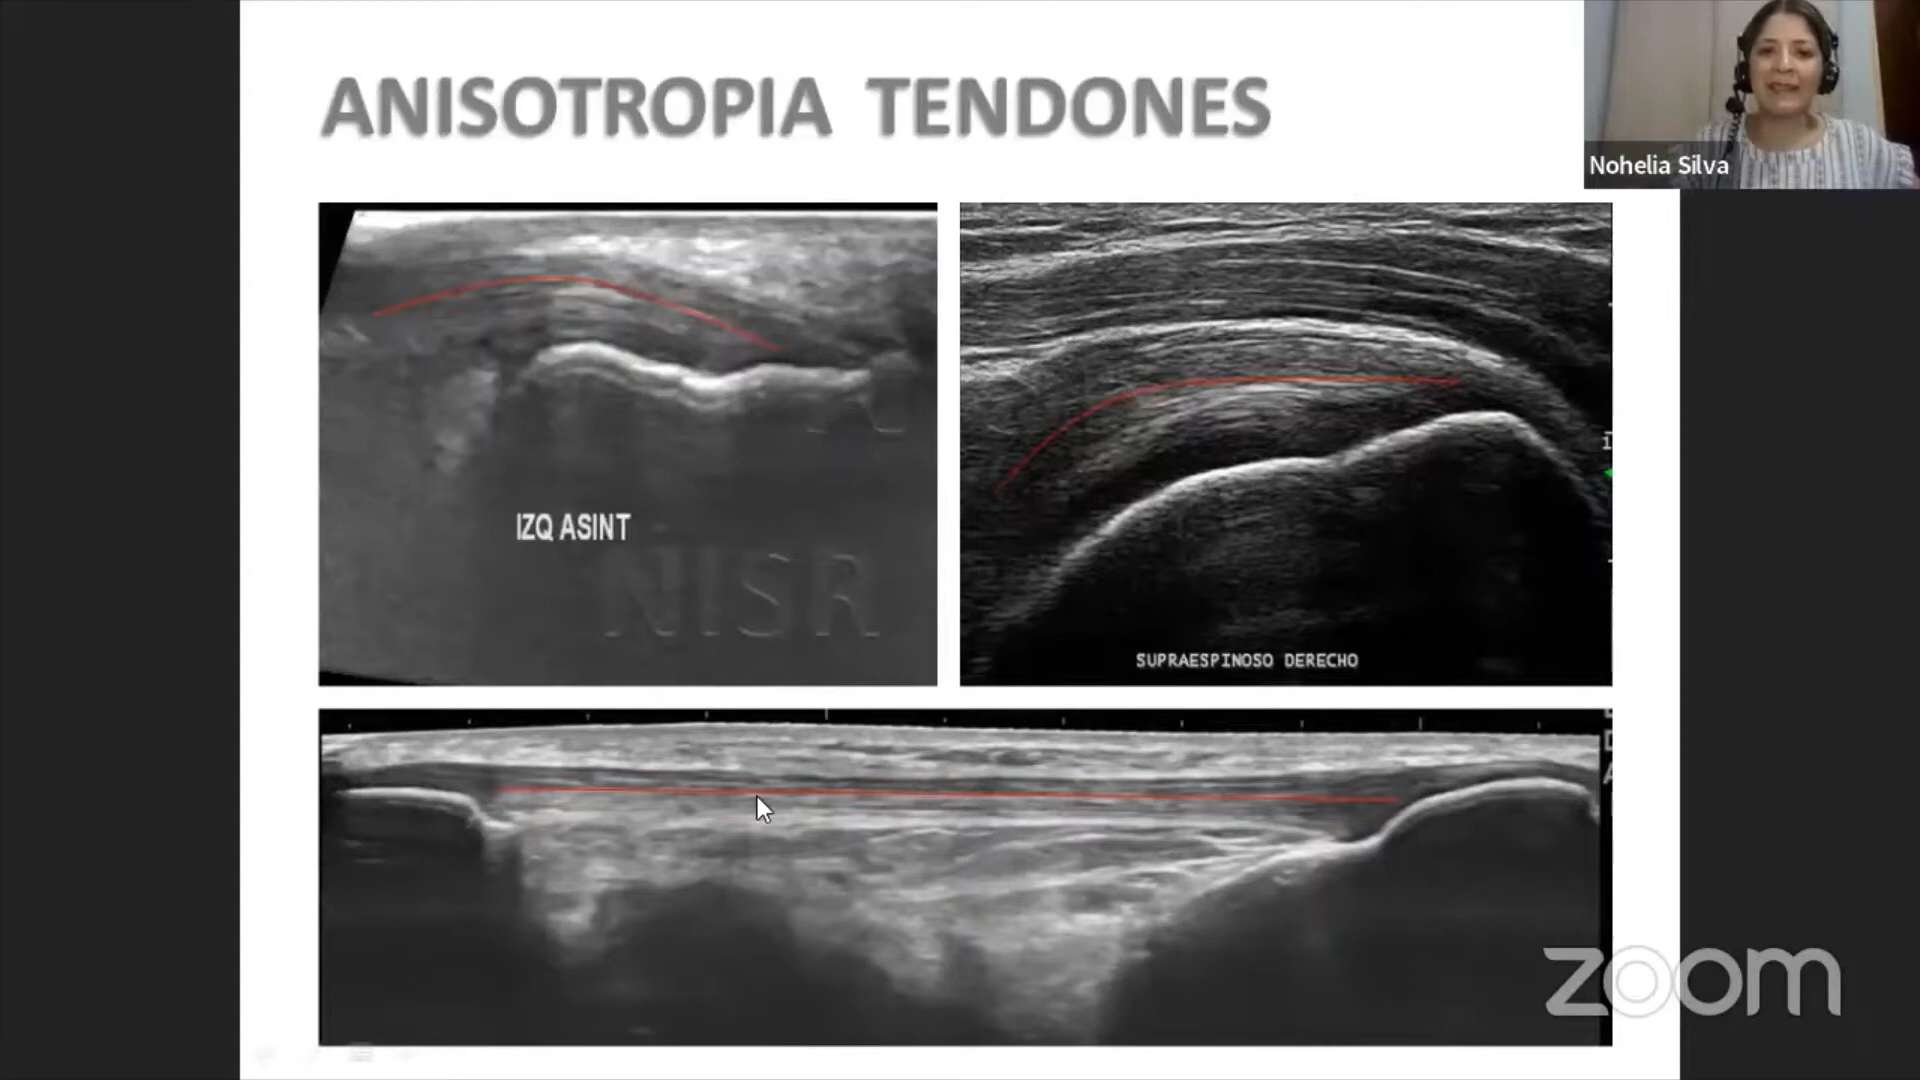 ANISOTROPIA TENDONES
Nohelia Silva
IZQ ASINT
NISR
SUPRAESPINOSO DERECHO
zoom